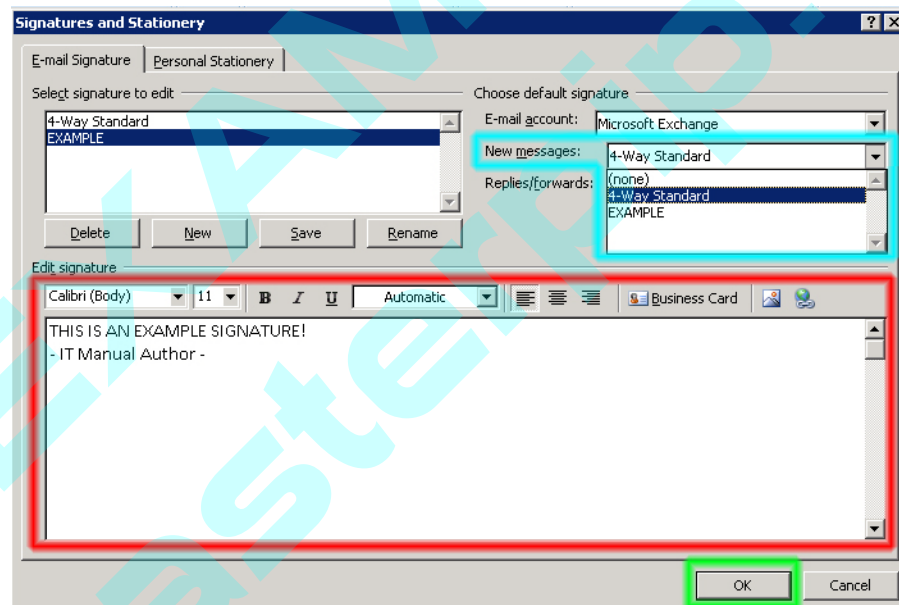 Signatures and Stationery
E-mail Signature
Personal Stationery
Select signature to edit
4-Way Standard
EXAMPLE
Delete
New
Save
Rename
Choose default signature
E-mail account:
Microsoft Exchange
New messages:
4-Way Standard
(none)
4-Way Standard
EXAMPLE
Replies/forwards:
Edit signature
Calibri (Body)
11
B
I
U
Automatic
Business Card
THIS IS AN EXAMPLE SIGNATURE!
- IT Manual Author -
OK
Cancel